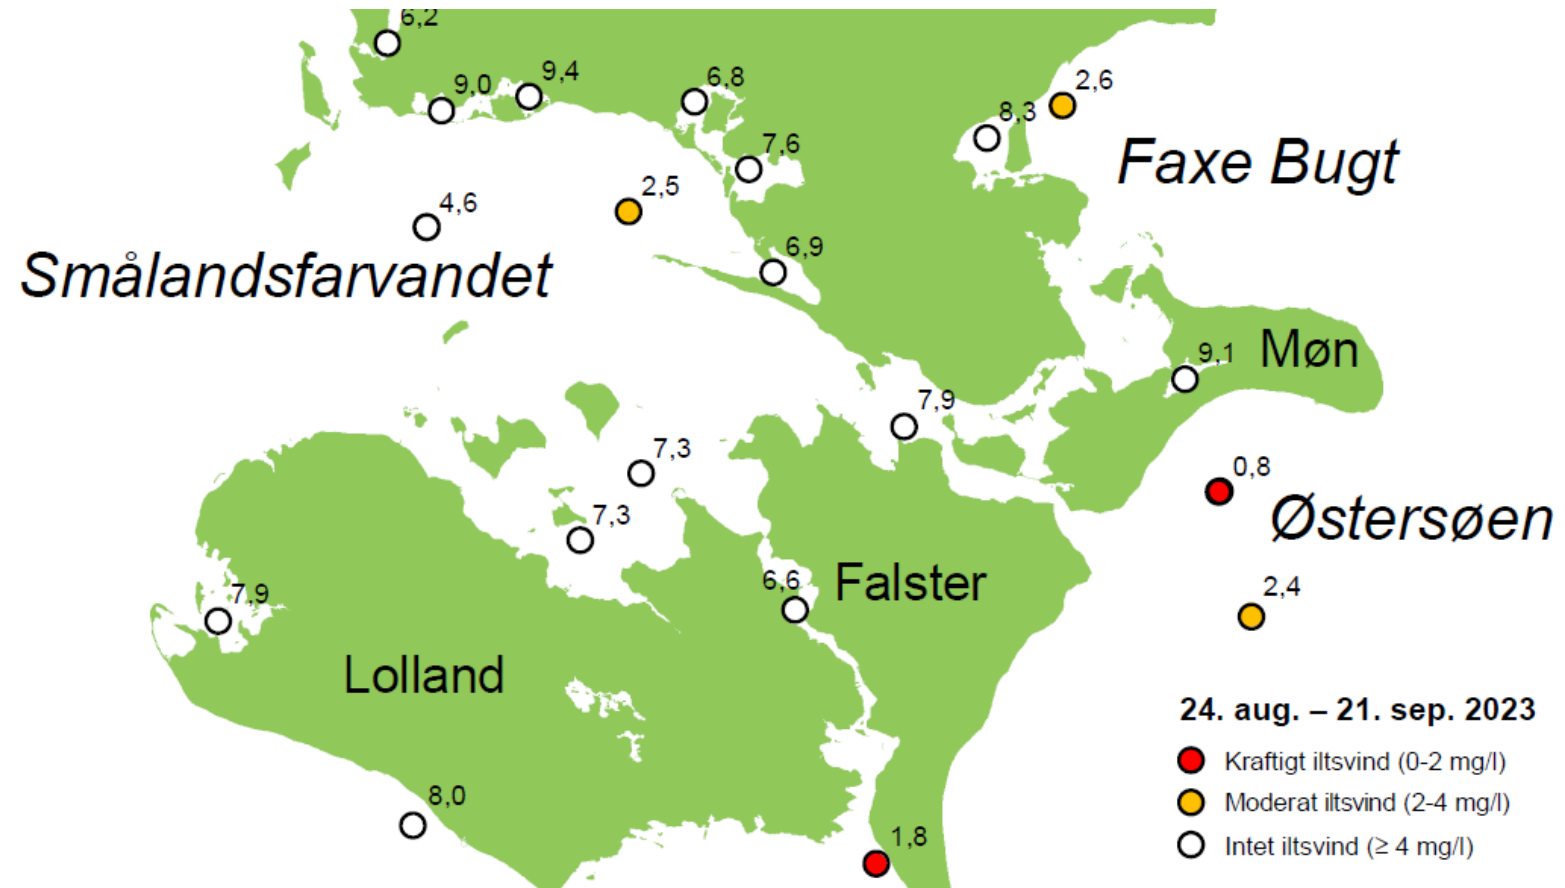 6,2
9,0
9,4
6,8
2,6
8,3
7,6
Faxe Bugt
2,5
4,6
6,9
Smålandsfarvandet
9,1
Møn
7,9
7,3
0,8
7,3
Østersøen
6,6
Falster
2,4
7,9
Lolland
24. aug. – 21. sep. 2023
Kraftigt iltsvind (0-2 mg/l)
Moderat iltsvind (2-4 mg/l)
Intet iltsvind (≥ 4 mg/l)
8,0
1,8